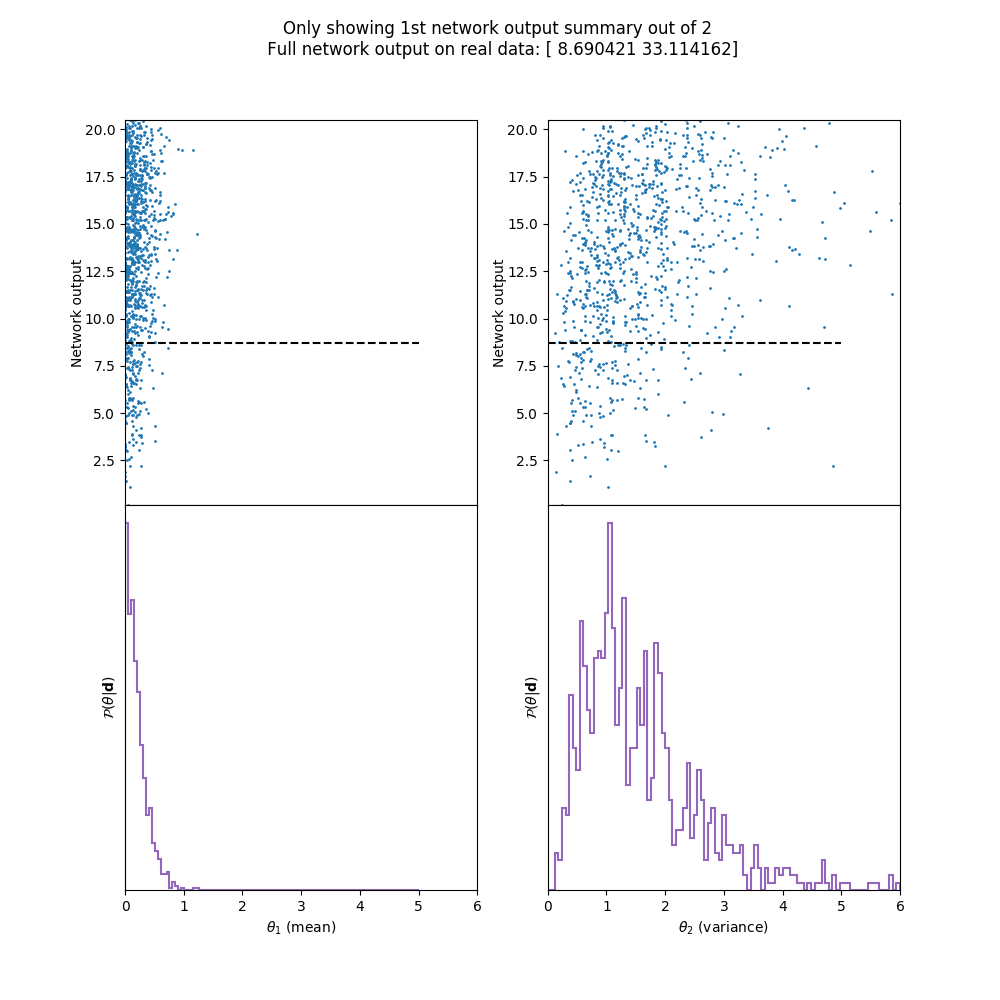 Only showing 1st network output summary out of 2
Full network output on real data: [ 8.690421 33.114162]
20.0
17.5
15.0
12.5
10.0
7.5
5.0
2.5
Network output
20.0
17.5
15.0
12.5
10.0
7.5
5.0
2.5
Network output
𝒫(θ|𝐝)
0 1 2 3 4 5 6
θ₁ (mean)
𝒫(θ|𝐝)
0 1 2 3 4 5 6
θ₂ (variance)